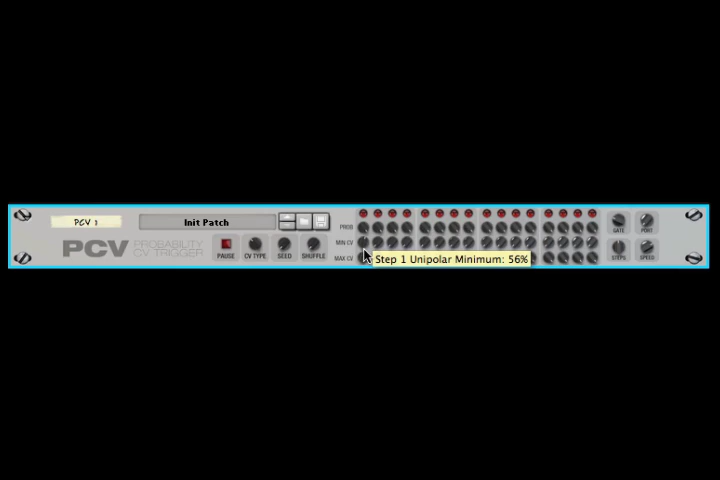 PCV 1
Init Patch
PCV PROBABILITY CV TRIGGER
PAUSE CV TYPE SEED SHUFFLE
PROB
MIN CV
MAX CV
Step 1 Unipolar Minimum: 56%
GATE PORT
STEPS SPEED